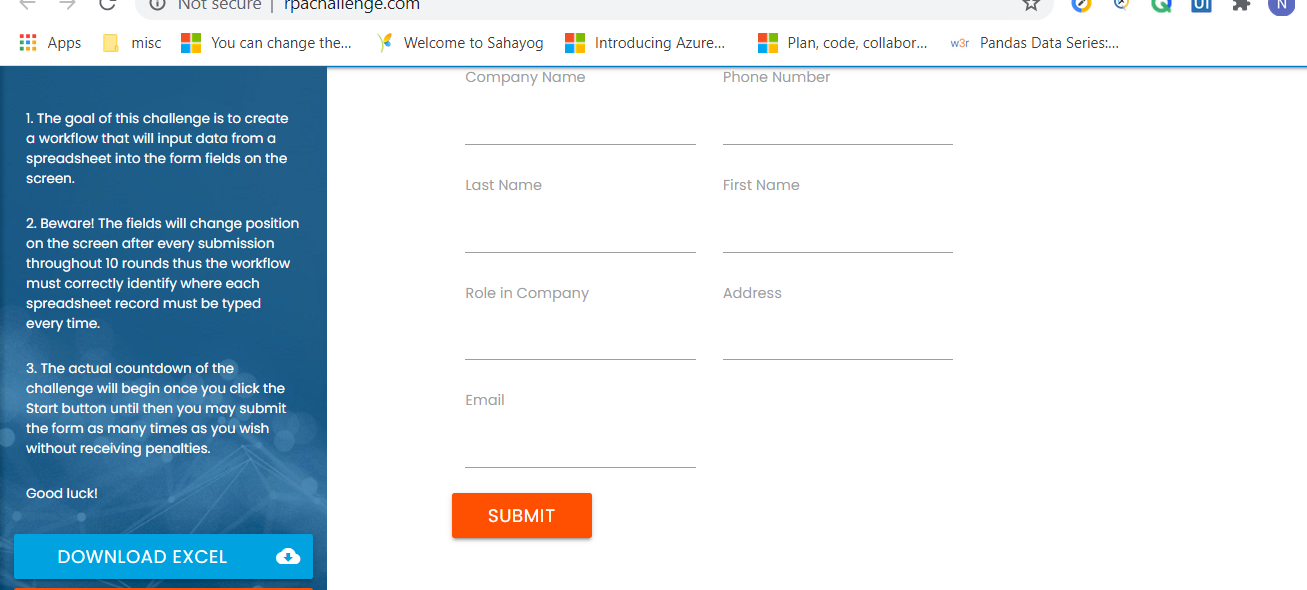 Not secure | rpachallenge.com
N
Apps misc You can change the... Welcome to Sahayog Introducing Azure... Plan, code, collabor... w3r Pandas Data Series:...
1. The goal of this challenge is to create
a workflow that will input data from a
spreadsheet into the form fields on the
screen.
2. Beware! The fields will change position
on the screen after every submission
throughout 10 rounds thus the workflow
must correctly identify where each
spreadsheet record must be typed
every time.
3. The actual countdown of the
challenge will begin once you click the
Start button until then you may submit
the form as many times as you wish
without receiving penalties.
Good luck!
DOWNLOAD EXCEL
Company Name Phone Number
Last Name First Name
Role in Company Address
Email
SUBMIT